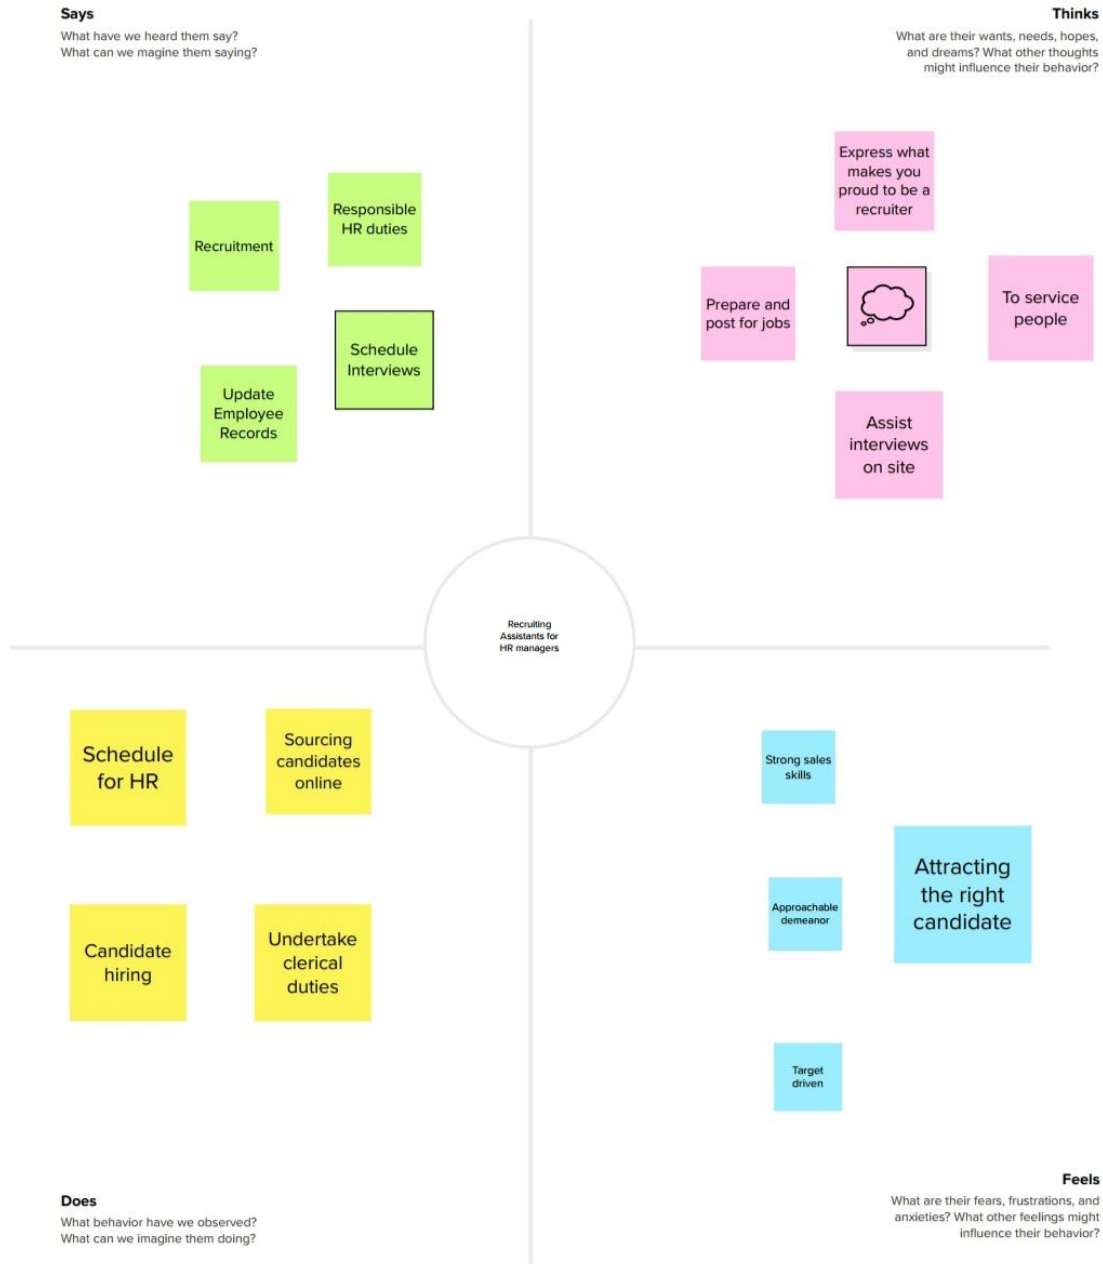 Says
What have we heard them say?
What can we magine them saying?
Thinks
What are their wants, needs, hopes,
and dreams? What other thoughts
might influence their behavior?
Recruitment
Responsible
HR duties
Schedule
Interviews
Update
Employee
Records
Express what
makes you
proud to be a
recruiter
Prepare and
post for jobs
To service
people
Assist
interviews
on site
Recruiting
Assistants for
HR managers
Schedule
for HR
Sourcing
candidates
online
Candidate
hiring
Undertake
clerical
duties
Strong sales
skills
Attracting
the right
candidate
Approachable
demeanor
Target
driven
Does
What behavior have we observed?
What can we imagine them doing?
Feels
What are their fears, frustrations, and
anxieties? What other feelings might
influence their behavior?